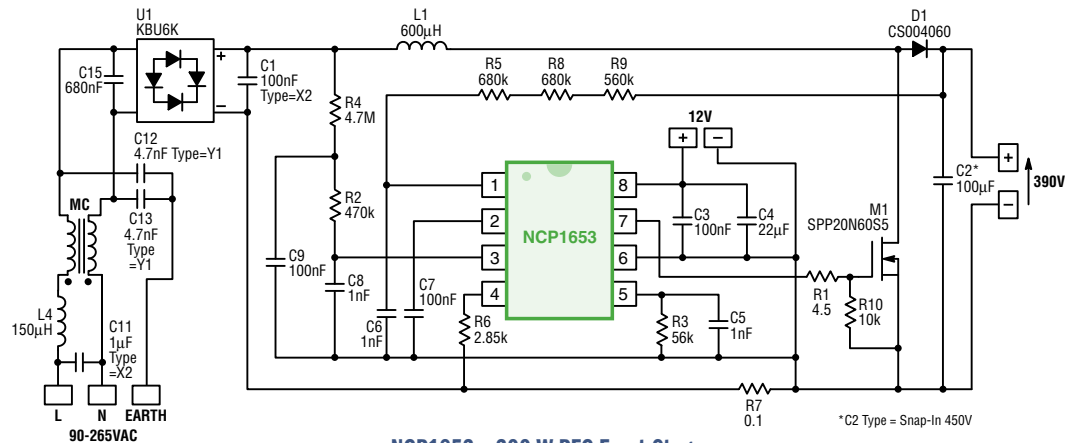 U1
KBU6K
L1
600µH
D1
CS004060
C15
680nF
+
−
C1
100nF
Type=X2
R5
680k
R8
680k
R9
560k
R4
4.7M
12V
+
−
C12
4.7nF Type=Y1
C2*
100µF
+
−
390V
MC
C13
4.7nF
Type
=Y1
R2
470k
1
2
3
4
NCP1653
8
7
6
5
C3
100nF
C4
22µF
M1
SPP20N60S5
C9
100nF
C8
1nF
C7
100nF
C6
1nF
R6
2.85k
R3
56k
C5
1nF
R1
4.5
R10
10k
L4
150µH
C11
1µF
Type
=X2
L
N
EARTH
90-265VAC
R7
0.1
*C2 Type = Snap-In 450V